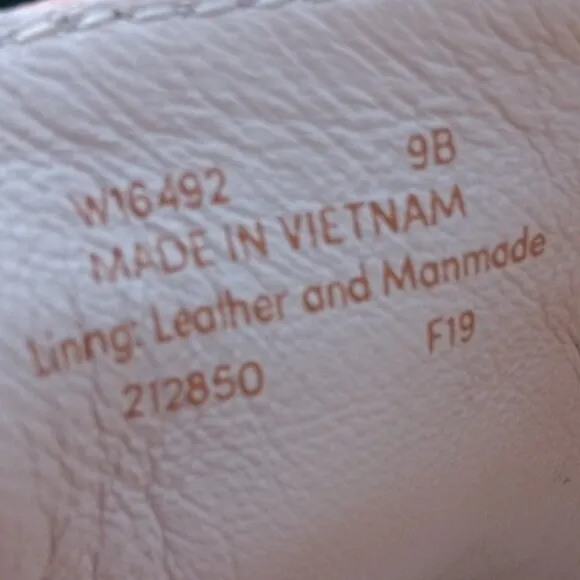 W16492 9B
MADE IN VIETNAM
Lining: Leather and Manmade
212850 F19